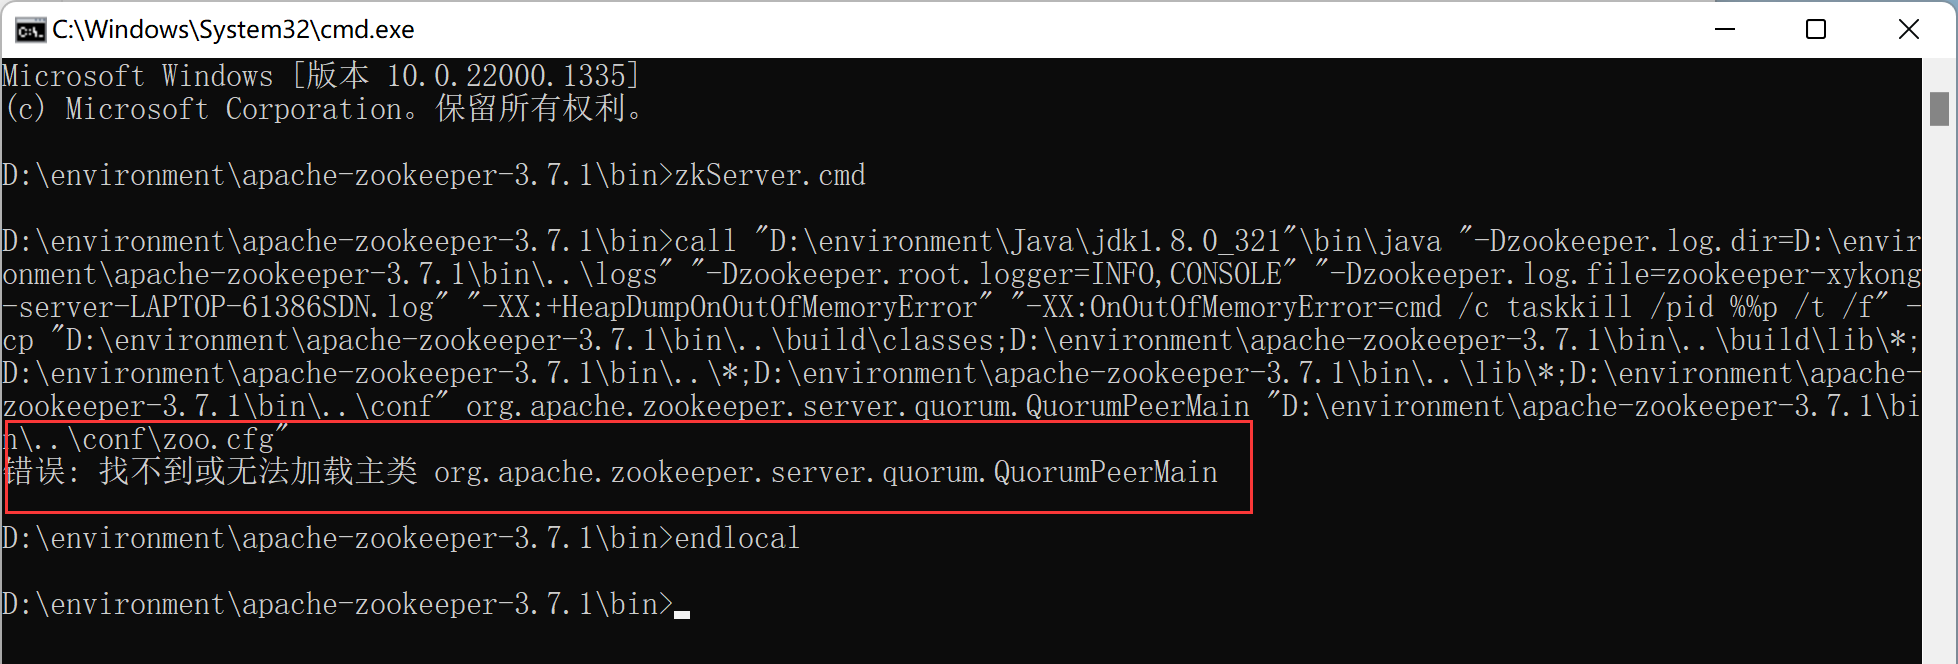 C:\Windows\System32\cmd.exe
Microsoft Windows [版本 10.0.22000.1335]
(c) Microsoft Corporation。保留所有权利。
D:\environment\apache-zookeeper-3.7.1\bin>zkServer.cmd
D:\environment\apache-zookeeper-3.7.1\bin>call "D:\environment\Java\jdk1.8.0_321"\bin\java "-Dzookeeper.log.dir=D:\envir
onment\apache-zookeeper-3.7.1\bin\..\logs" "-Dzookeeper.root.logger=INFO,CONSOLE" "-Dzookeeper.log.file=zookeeper-xykong
-server-LAPTOP-61386SDN.log" "-XX:+HeapDumpOnOutOfMemoryError" "-XX:OnOutOfMemoryError=cmd /c taskkill /pid %%p /t /f" -
cp "D:\environment\apache-zookeeper-3.7.1\bin\..\build\classes;D:\environment\apache-zookeeper-3.7.1\bin\..\build\lib\*;
D:\environment\apache-zookeeper-3.7.1\bin\..\*;D:\environment\apache-zookeeper-3.7.1\bin\..\lib\*;D:\environment\apache-
zookeeper-3.7.1\bin\..\conf" org.apache.zookeeper.server.quorum.QuorumPeerMain "D:\environment\apache-zookeeper-3.7.1\bi
n\..\conf\zoo.cfg"
错误: 找不到或无法加载主类 org.apache.zookeeper.server.quorum.QuorumPeerMain
D:\environment\apache-zookeeper-3.7.1\bin>endlocal
D:\environment\apache-zookeeper-3.7.1\bin>